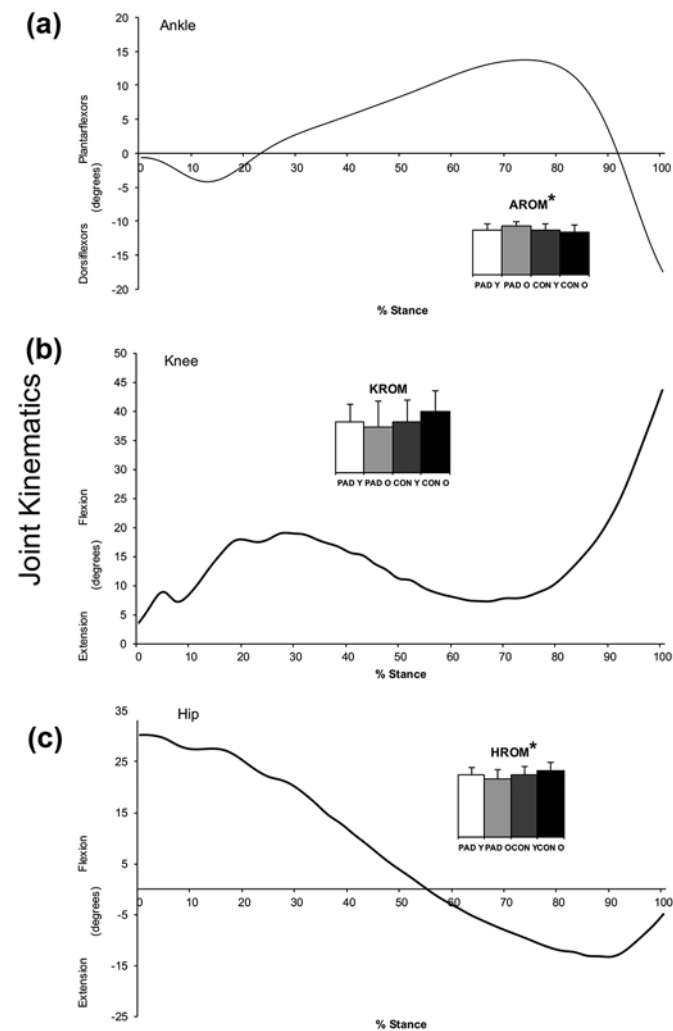 Joint Kinematics
(a)
Ankle
Plantarflexors
(degrees)
Dorsiflexors
20
15
10
5
0
-5
-10
-15
-20
0 10 20 30 40 50 60 70 80 90 100
AROM*
PAD Y PAD O CON Y CON O
% Stance
(b)
Knee
Flexion
(degrees)
Extension
50
45
40
35
30
25
20
15
10
5
0
0 10 20 30 40 50 60 70 80 90 100
KROM
PAD Y PAD O CON Y CON O
% Stance
(c)
Hip
Flexion
(degrees)
Extension
35
25
15
5
-5
-15
-25
0 10 20 30 40 50 60 70 80 90 100
HROM*
PAD Y PAD OCON YCON O
% Stance